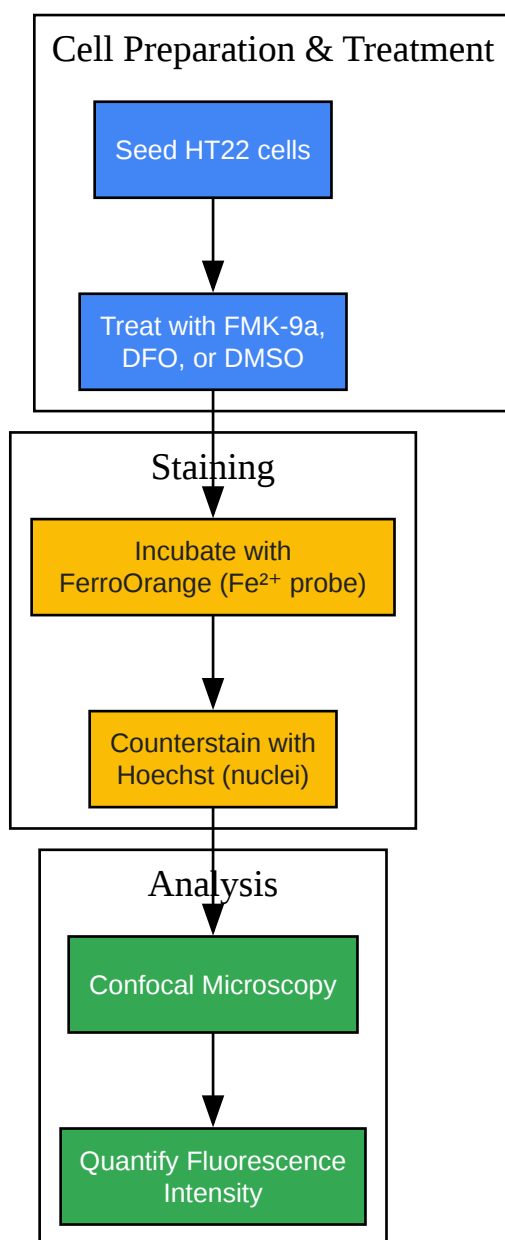 Cell Preparation & Treatment
Seed HT22 cells
Treat with FMK-9a,
DFO, or DMSO
Staining
Incubate with
FerroOrange (Fe²⁺ probe)
Counterstain with
Hoechst (nuclei)
Analysis
Confocal Microscopy
Quantify Fluorescence
Intensity